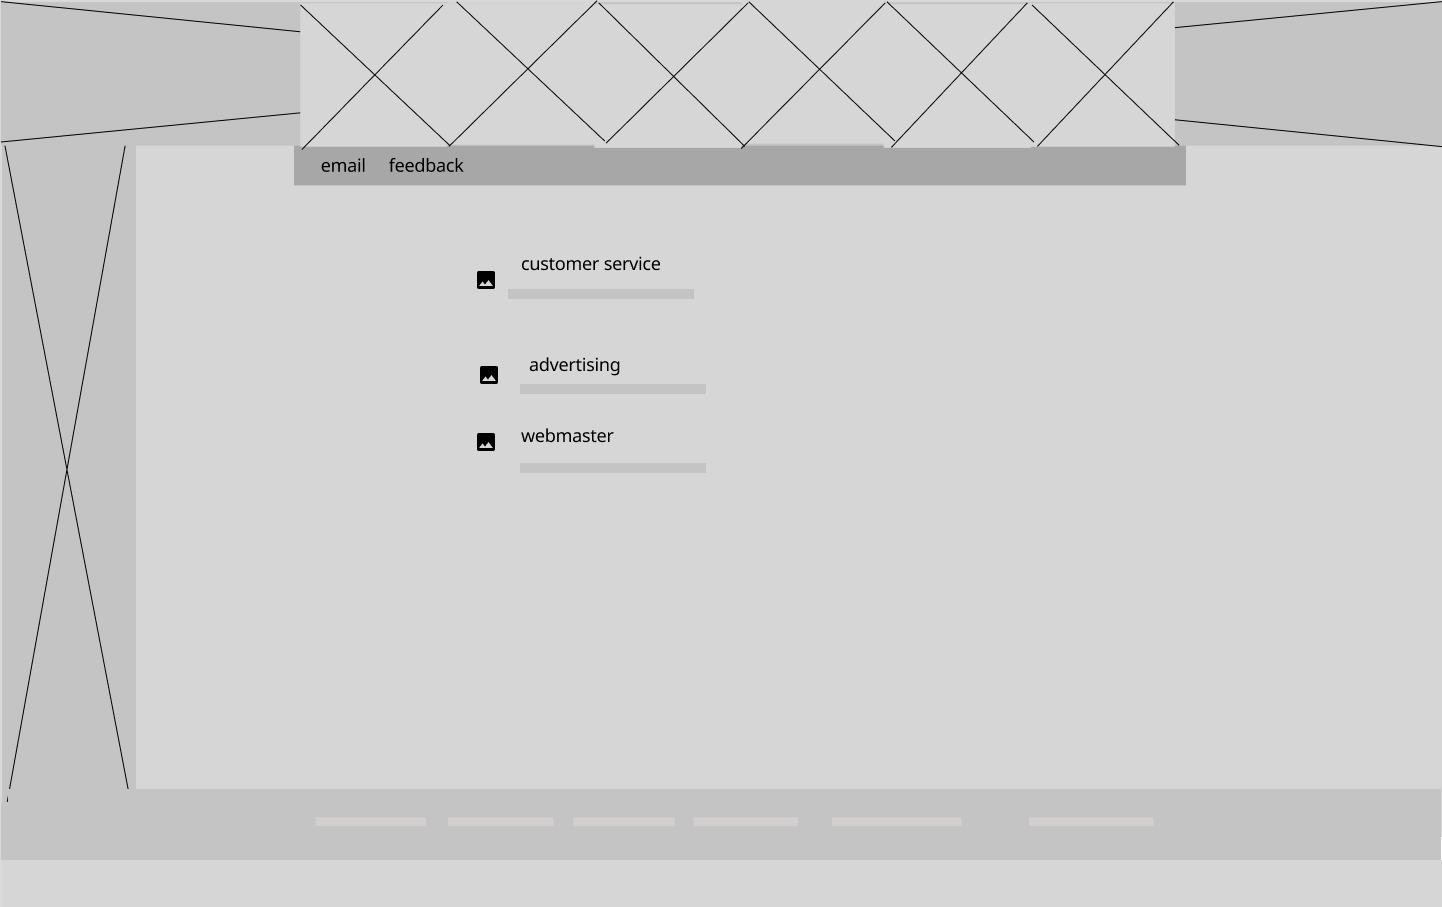 email feedback
customer service
advertising
webmaster